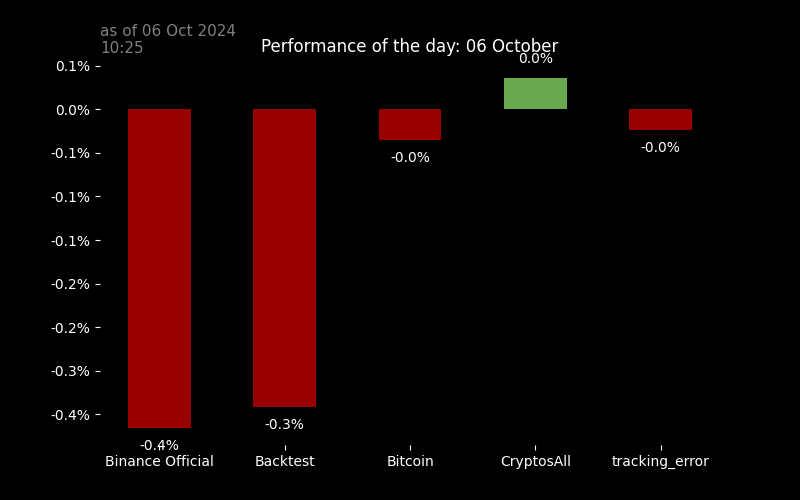 as of 06 Oct 2024
10:25
Performance of the day: 06 October
0.1%
0.0%
-0.1%
-0.1%
-0.1%
-0.2%
-0.2%
-0.3%
-0.4%
-0.4%
-0.3%
-0.0%
0.0%
-0.0%
Binance Official
Backtest
Bitcoin
CryptosAll
tracking_error